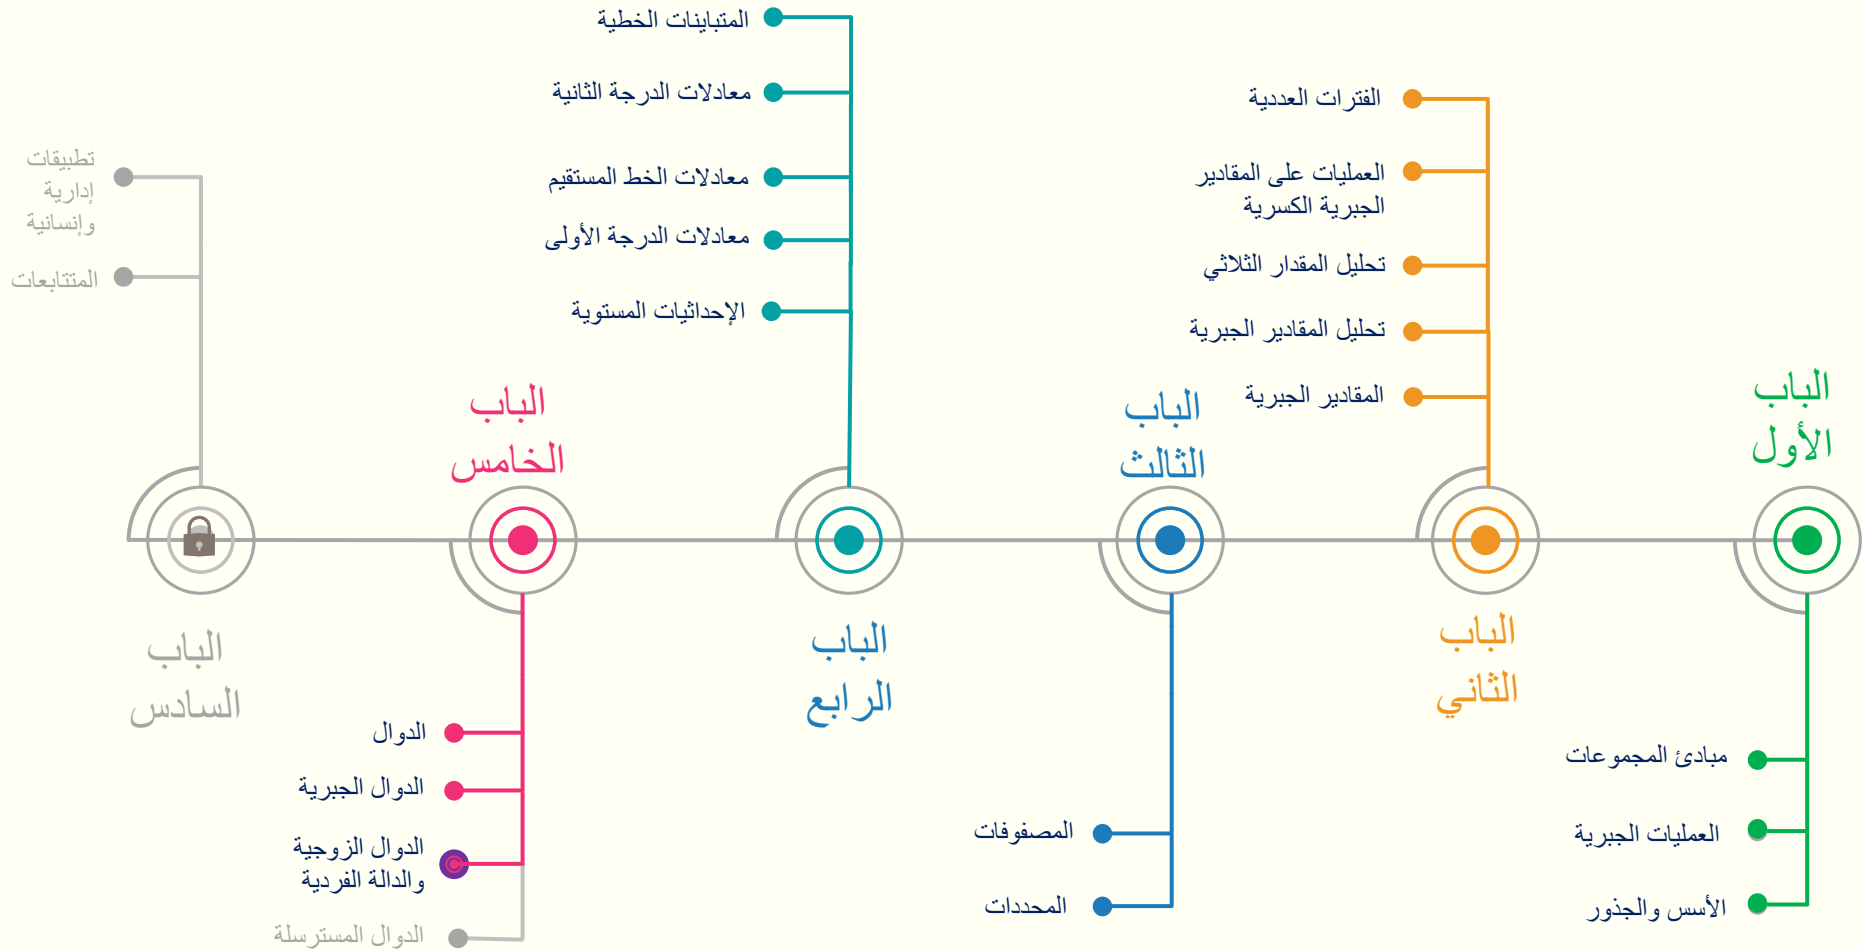 الباب
الأول
مبادئ المجموعات
العمليات الجبرية
الأسس والجذور
الفترات العددية
العمليات على المقادير
الجبرية الكسرية
تحليل المقدار الثلاثي
تحليل المقادير الجبرية
المقادير الجبرية
الباب
الثاني
الباب
الثالث
المصفوفات
المحددات
المتباينات الخطية
معادلات الدرجة الثانية
معادلات الخط المستقيم
معادلات الدرجة الأولى
الإحداثيات المستوية
الباب
الرابع
الباب
الخامس
الدوال
الدوال الجبرية
الدوال الزوجية
والدالة الفردية
الدوال المسترسلة
تطبيقات
إدارية
وإنسانية
المتتابعات
الباب
السادس